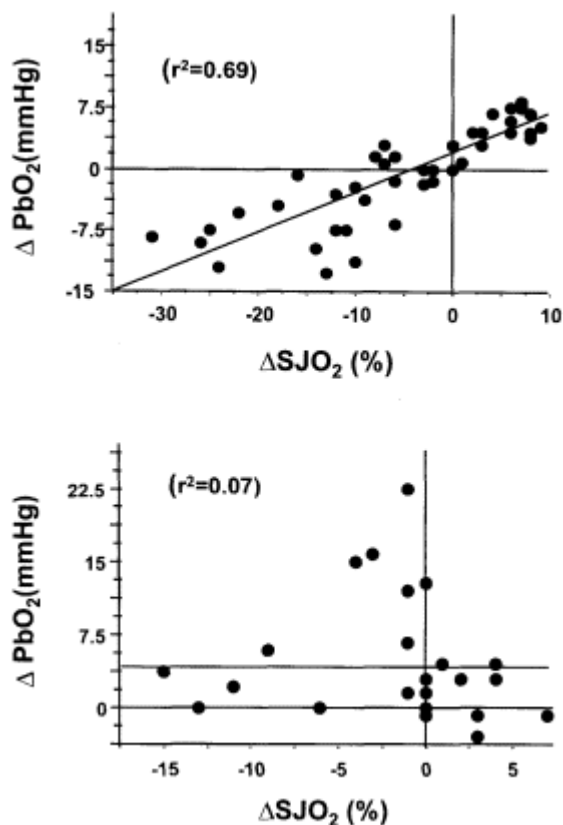 15
(r²=0.69)
7.5
0
-7.5
-15
Δ PbO₂(mmHg)
-30 -20 -10 0 10
ΔSJO₂ (%)
22.5
(r²=0.07)
15
7.5
0
Δ PbO₂(mmHg)
-15 -10 -5 0 5
ΔSJO₂ (%)